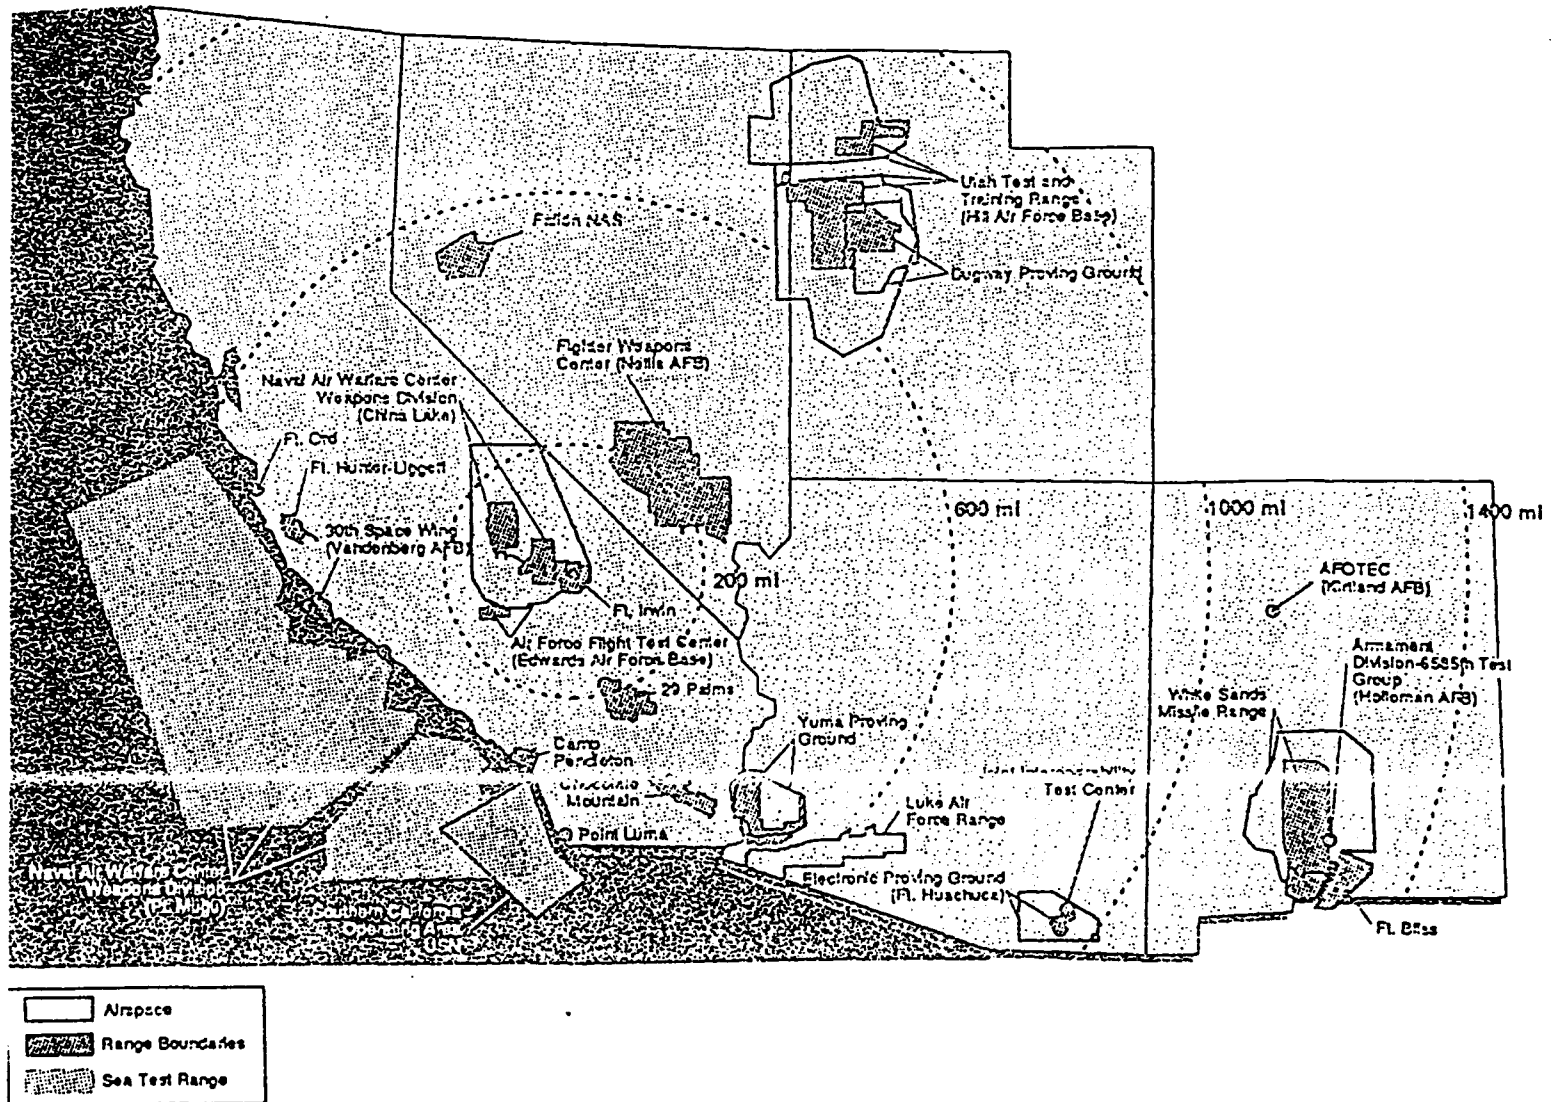 Fallon NAS
Utah Test and
Training Range
(Hill Air Force Base)
Dugway Proving Ground
Fighter Weapons
Center (Nellis AFB)
Naval Air Warfare Center
Weapons Division
(China Lake)
Ft. Ord
Ft. Hunter-Liggett
30th Space Wing
(Vandenberg AFB)
200 mi
600 mi
1000 mi
1400 mi
Ft. Irwin
Air Force Flight Test Center
(Edwards Air Force Base)
29 Palms
AFOTEC
(Kirtland AFB)
Armament
Division-6585th Test
Group
(Holloman AFB)
White Sands
Missile Range
Yuma Proving
Ground
Camp
Pendleton
Chocolate
Mountain
Point Luma
Joint Interoperability
Test Center
Luke Air
Force Range
Electronic Proving Ground
(Ft. Huachuca)
Ft. Bliss
Naval Air Warfare Center
Weapons Division
(Pt. Mugu)
Southern California
Operating Area
Airspace
Range Boundaries
Sea Test Range